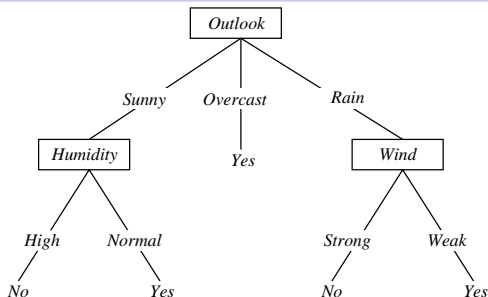 Outlook
Sunny Overcast Rain
Humidity Yes Wind
High Normal Strong Weak
No Yes No Yes